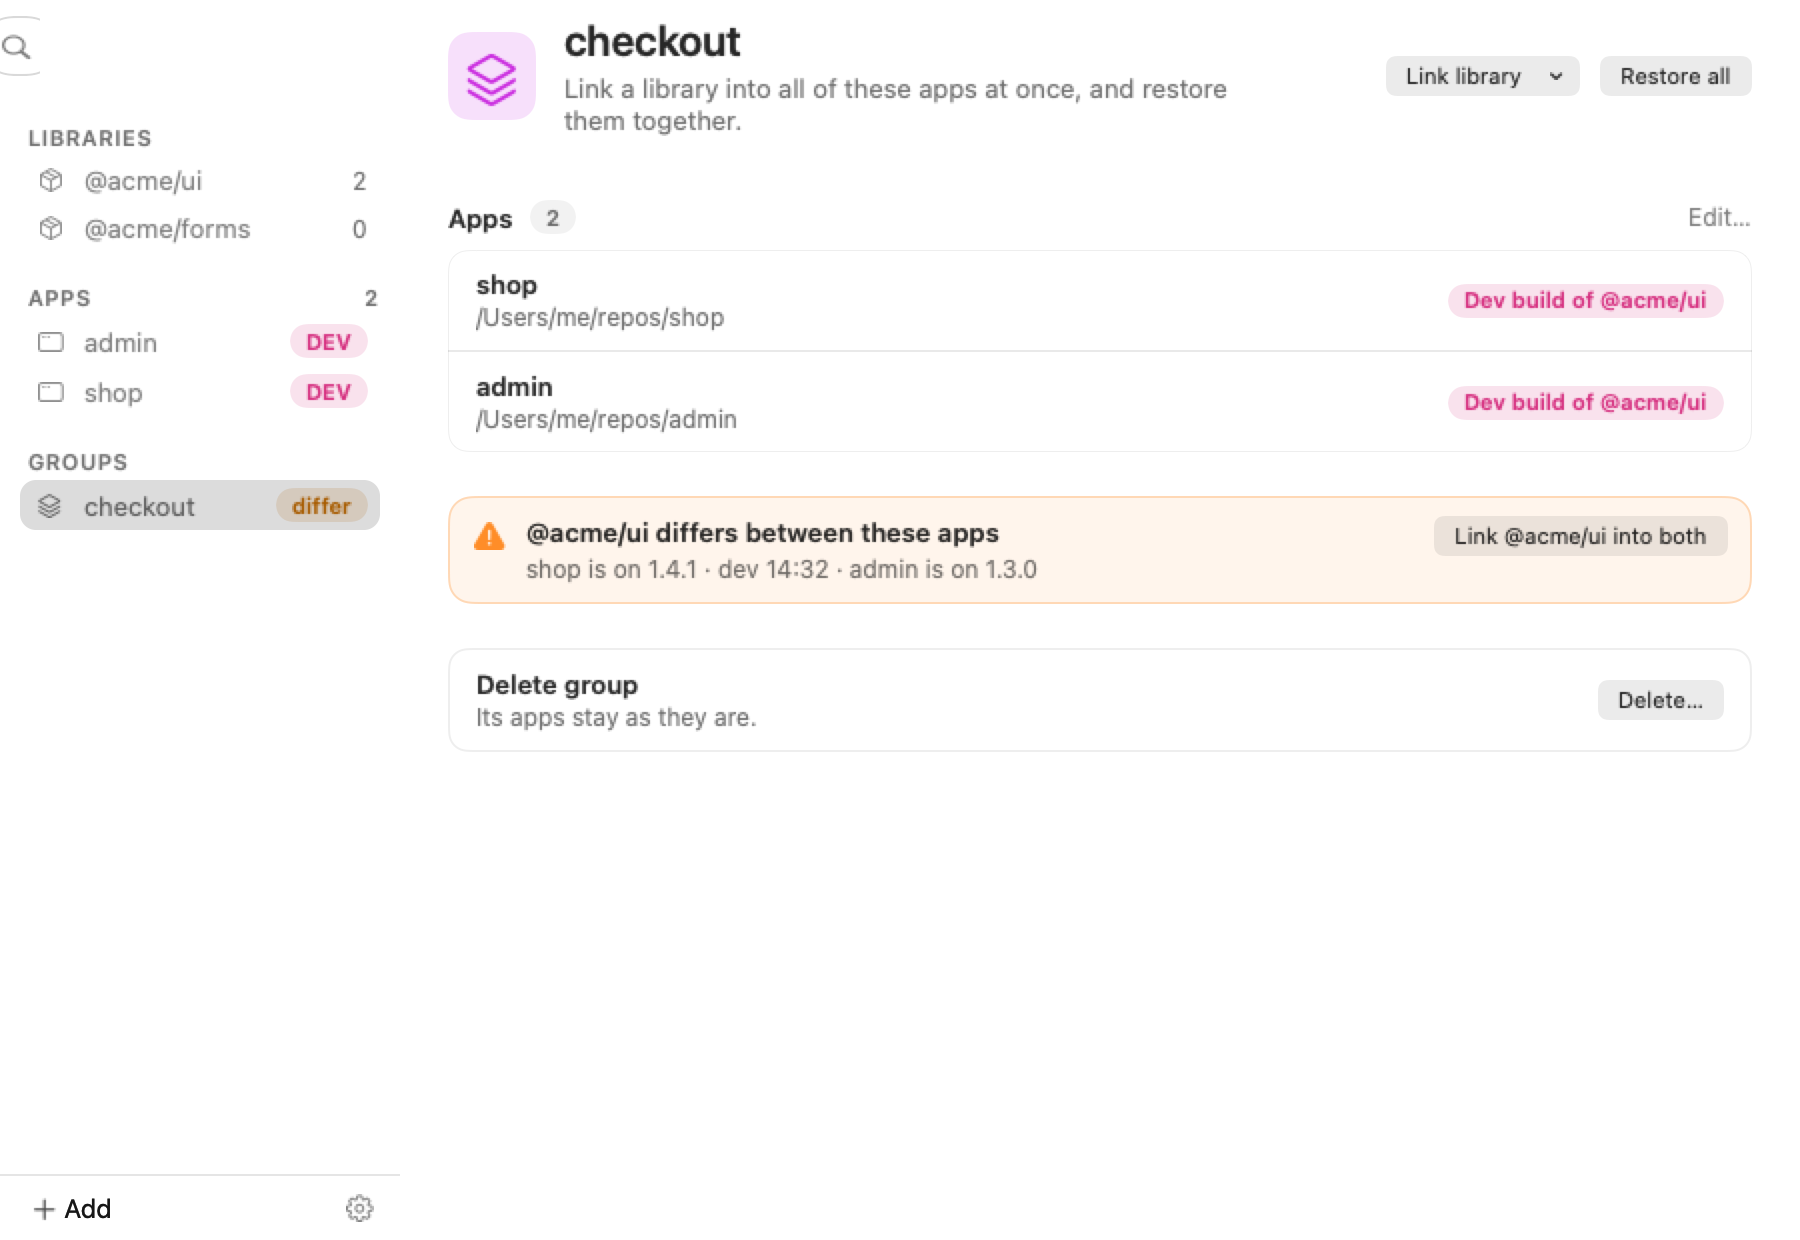 LIBRARIES
@acme/ui 2
@acme/forms 0
APPS 2
admin DEV
shop DEV
GROUPS
checkout differ
+ Add
checkout
Link a library into all of these apps at once, and restore
them together.
Link library
Restore all
Apps 2
Edit...
shop
/Users/me/repos/shop
Dev build of @acme/ui
admin
/Users/me/repos/admin
Dev build of @acme/ui
@acme/ui differs between these apps
shop is on 1.4.1 · dev 14:32 · admin is on 1.3.0
Link @acme/ui into both
Delete group
Its apps stay as they are.
Delete...